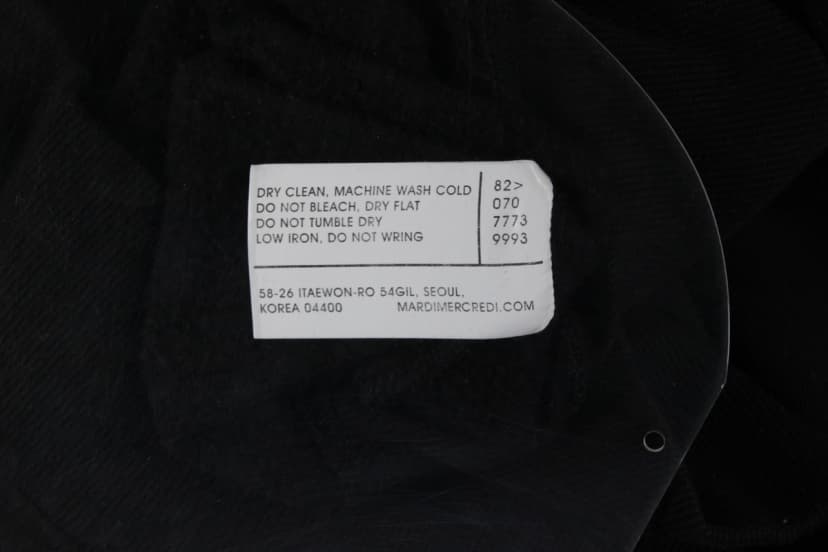 DRY CLEAN, MACHINE WASH COLD
DO NOT BLEACH, DRY FLAT
DO NOT TUMBLE DRY
LOW IRON, DO NOT WRING
82>
070
7773
9993
58-26 ITAEWON-RO 54GIL, SEOUL,
KOREA 04400 MARDIMERCREDI.COM